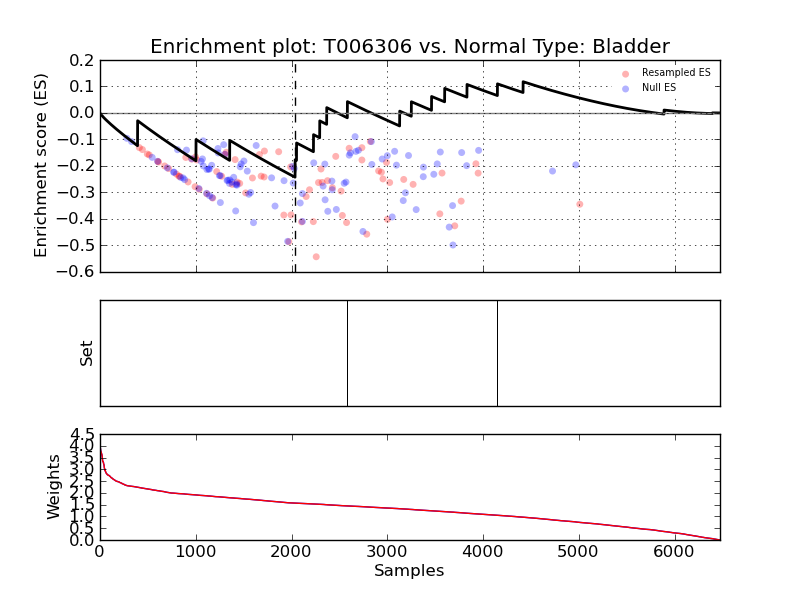 Enrichment plot: T006306 vs. Normal Type: Bladder
Enrichment score (ES)
0.2
0.1
0.0
−0.1
−0.2
−0.3
−0.4
−0.5
−0.6
Resampled ES
Null ES
Set
Weights
4.5
4.0
3.5
3.0
2.5
2.0
1.5
1.0
0.5
0.0
0 1000 2000 3000 4000 5000 6000
Samples